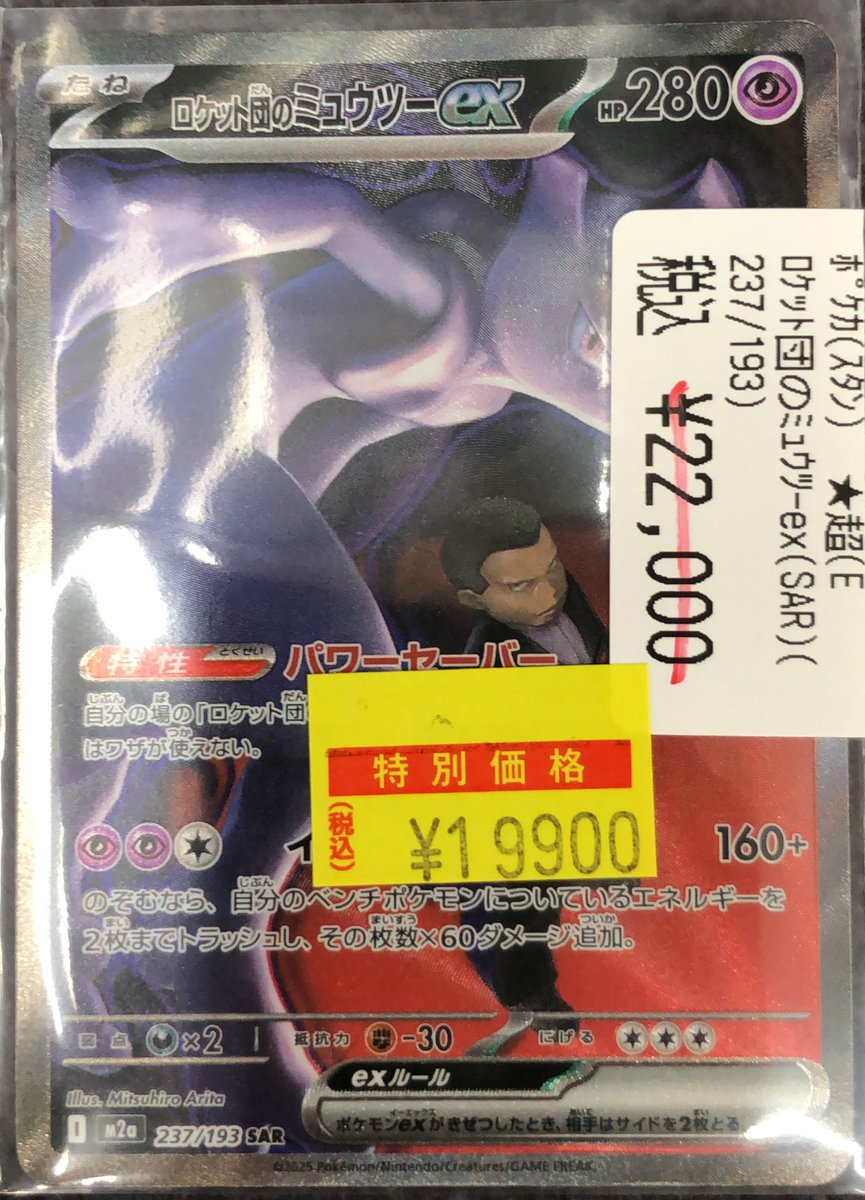 たね
ロケット団のミュウツーex
HP280
ポケカ(スタン) ★超(E
ロケット団のミュウツーex(SAR)(
237/193)
税込 ¥22,000
特性 とくせい パワーセーバー
自分の場の「ロケット団
はワザが使えない。
特別価格
(税込) ¥19900
イ
160+
のぞむなら、自分のベンチポケモンについているエネルギーを
2枚までトラッシュし、その枚数×60ダメージ追加。
弱点 ×2 抵抗力 -30 にげる
exルール
ポケモンexがきぜつしたとき、相手はサイドを2枚とる。
Illus. Mitsuhiro Arita
I M2a 237/193 SAR
©2025 Pokémon/Nintendo/Creatures/GAME FREAK.